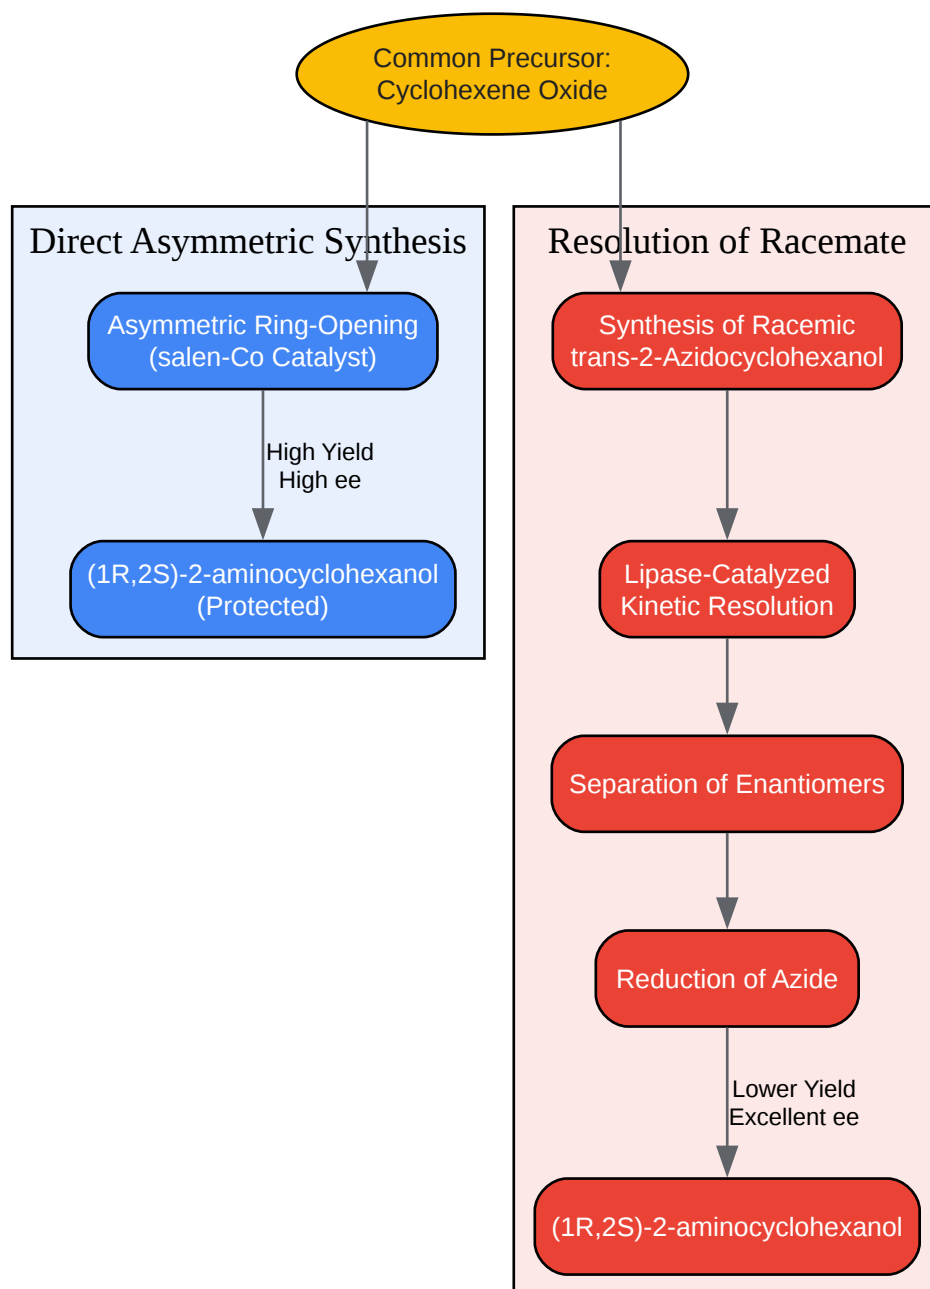 Common Precursor:
Cyclohexene Oxide
Direct Asymmetric Synthesis
Asymmetric Ring-Opening
(salen-Co Catalyst)
High Yield
High ee
(1R,2S)-2-aminocyclohexanol
(Protected)
Resolution of Racemate
Synthesis of Racemic
trans-2-Azidocyclohexanol
Lipase-Catalyzed
Kinetic Resolution
Separation of Enantiomers
Reduction of Azide
Lower Yield
Excellent ee
(1R,2S)-2-aminocyclohexanol